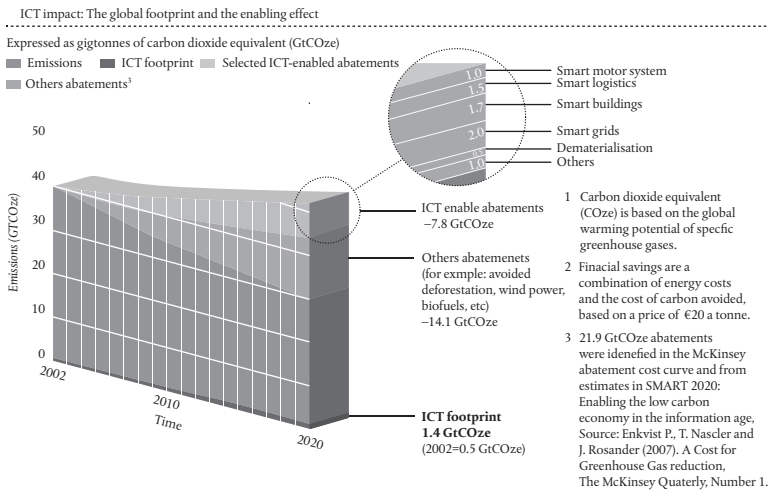 ICT impact: The global footprint and the enabling effect
Expressed as gigtonnes of carbon dioxide equivalent (GtCOze)
Emissions ICT footprint Selected ICT-enabled abatements
Others abatements³
50
40
30
20
10
0
Emissions (GTCOze)
2002
2010
2020
Time
1.0
1.5
1.7
2.0
0.5
1.0
Smart motor system
Smart logistics
Smart buildings
Smart grids
Dematerialisation
Others
ICT enable abatements
–7.8 GtCOze
Others abatemenets
(for exmple: avoided
deforestation, wind power,
biofuels, etc)
–14.1 GtCOze
ICT footprint
1.4 GtCOze
(2002=0.5 GtCOze)
1 Carbon dioxide equivalent
(COze) is based on the global
warming potential of specfic
greenhouse gases.
2 Finacial savings are a
combination of energy costs
and the cost of carbon avoided,
based on a price of €20 a tonne.
3 21.9 GtCOze abatements
were idenefied in the McKinsey
abatement cost curve and from
estimates in SMART 2020:
Enabling the low carbon
economy in the information age,
Source: Enkvist P., T. Nascler and
J. Rosander (2007). A Cost for
Greenhouse Gas reduction,
The McKinsey Quaterly, Number 1.